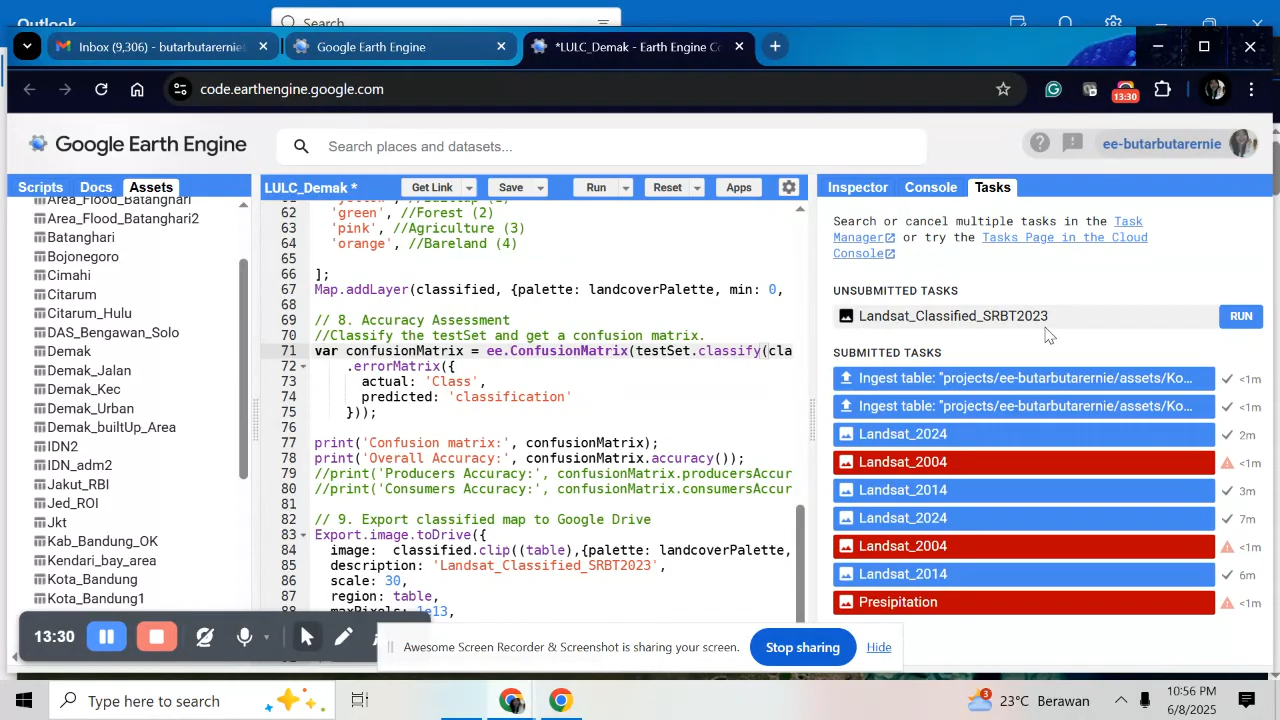 Outlook
Search
Inbox (9,306) - butarbutarernie
Google Earth Engine
*LULC_Demak - Earth Engine Co
code.earthengine.google.com
13:30
Google Earth Engine
Search places and datasets...
ee-butarbutarernie
Scripts
Docs
Assets
LULC_Demak *
Get Link
Save
Run
Reset
Apps
Inspector
Console
Tasks
Area_Flood_Batanghari
Area_Flood_Batanghari2
Batanghari
Bojonegoro
Cimahi
Citarum
Citarum_Hulu
DAS_Bengawan_Solo
Demak
Demak_Jalan
Demak_Kec
Demak_Urban
Demak_builtUp_Area
IDN2
IDN_adm2
Jakut_RBI
Jed_ROI
Jkt
Kab_Bandung_OK
Kendari_bay_area
Kota_Bandung
Kota_Bandung1
62 'green', //Forest (2)
63 'pink', //Agriculture (3)
64 'orange', //Bareland (4)
65
66 ];
67 Map.addLayer(classified, {palette: landcoverPalette, min: 0,
68
69 // 8. Accuracy Assessment
70 //Classify the testSet and get a confusion matrix.
71 var confusionMatrix = ee.ConfusionMatrix(testSet.classify(cla
72 .errorMatrix({
73 actual: 'Class',
74 predicted: 'classification'
75 }));
76
77 print('Confusion matrix:', confusionMatrix);
78 print('Overall Accuracy:', confusionMatrix.accuracy());
79 //print('Producers Accuracy:', confusionMatrix.producersAccur
80 //print('Consumers Accuracy:', confusionMatrix.consumersAccur
81
82 // 9. Export classified map to Google Drive
83 Export.image.toDrive({
84 image: classified.clip((table),{palette: landcoverPalette,
85 description: 'Landsat_Classified_SRBT2023',
86 scale: 30,
87 region: table,
88 maxPixels: 1e13,
Search or cancel multiple tasks in the Task
Manager or try the Tasks Page in the Cloud
Console
UNSUBMITTED TASKS
Landsat_Classified_SRBT2023
RUN
SUBMITTED TASKS
Ingest table: "projects/ee-butarbutarernie/assets/Ko... <1m
Ingest table: "projects/ee-butarbutarernie/assets/Ko... <1m
Landsat_2024 2m
Landsat_2004 <1m
Landsat_2014 3m
Landsat_2024 7m
Landsat_2004 <1m
Landsat_2014 6m
Presipitation <1m
13:30
Awesome Screen Recorder & Screenshot is sharing your screen.
Stop sharing
Hide
Type here to search
3
23°C Berawan
10:56 PM
6/8/2025